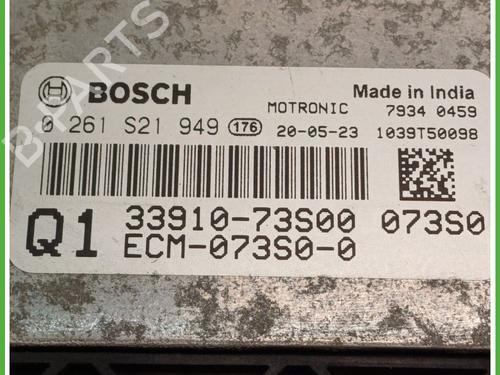 BOSCH
Made in India
MOTRONIC
7934 0459
0 261 S21 949 176
20-05-23
1039T50098
Q1
33910-73S00 073S0
ECM-073S0-0
B-PARTS